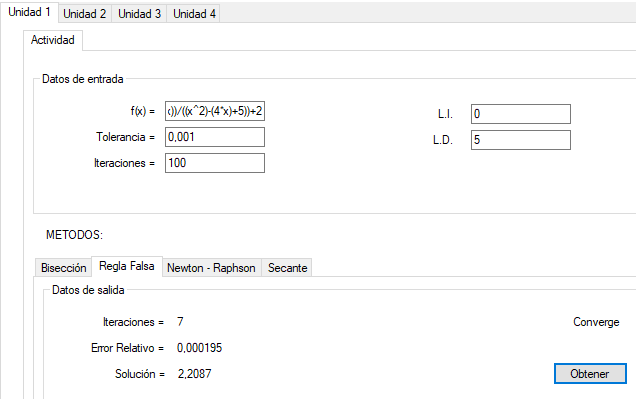 Unidad 1 Unidad 2 Unidad 3 Unidad 4
Actividad
Datos de entrada
f(x) = ))/((x^2)-(4*x)+5))+2 L.I. 0
Tolerancia = 0,001 L.D. 5
Iteraciones = 100
METODOS:
Bisección Regla Falsa Newton - Raphson Secante
Datos de salida
Iteraciones = 7 Converge
Error Relativo = 0,000195
Solución = 2,2087 Obtener